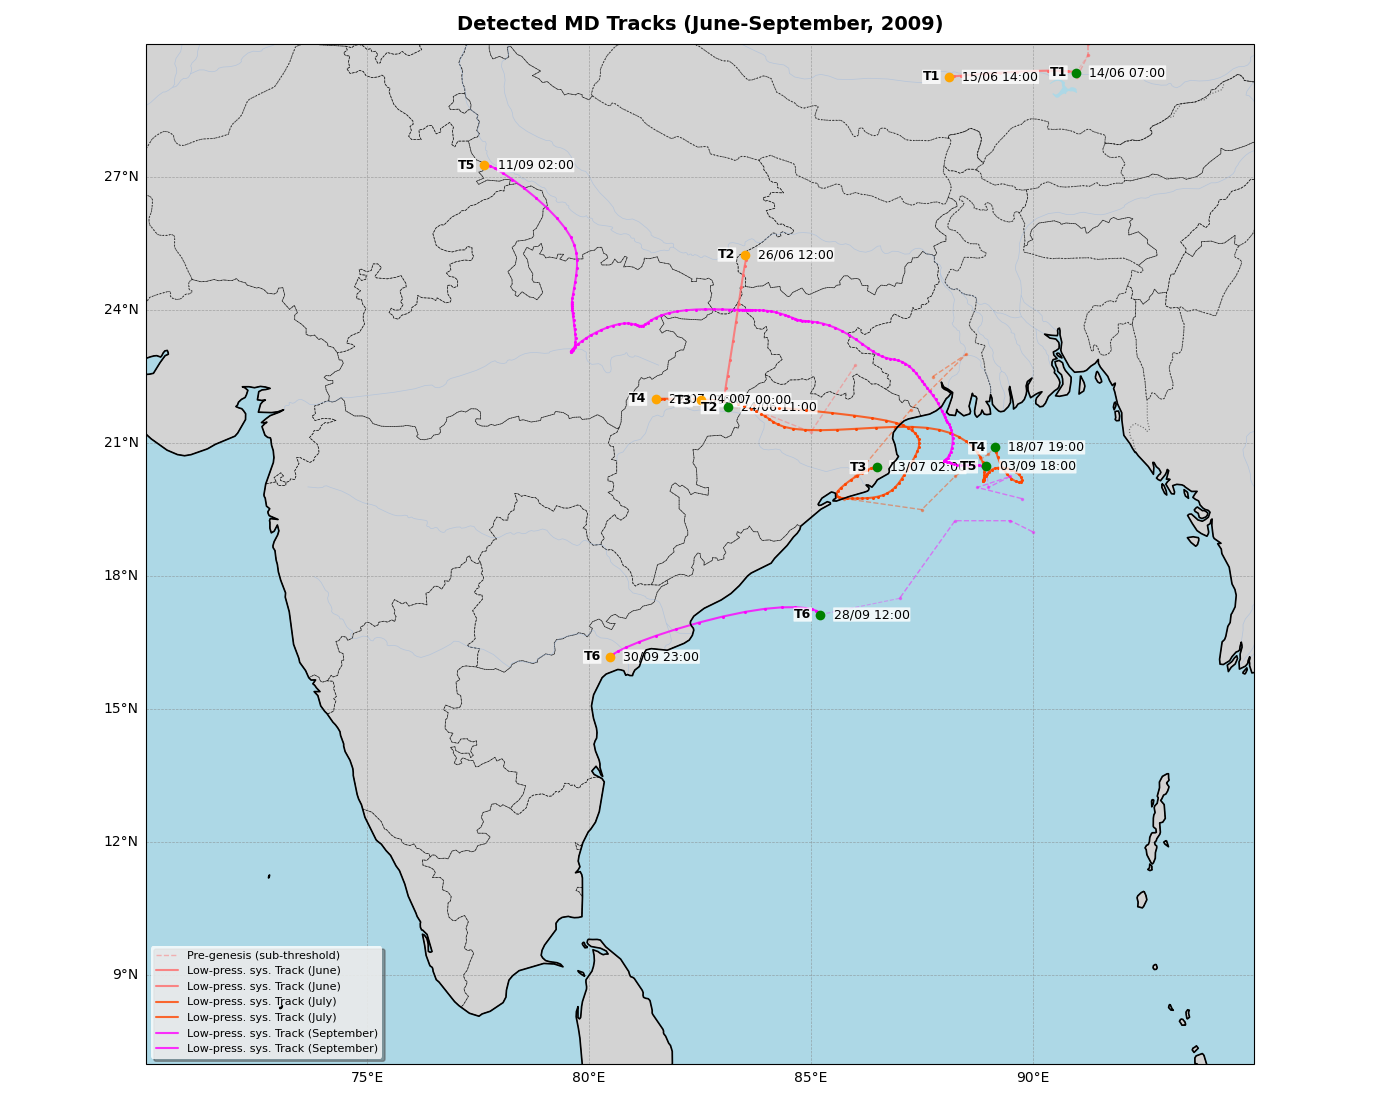 Detected MD Tracks (June-September, 2009)
T1 15/06 14:00
T1 14/06 07:00
T5 11/09 02:00
27°N
T2 26/06 12:00
24°N
T4
T3
T2
21°N
T4 18/07 19:00
T3 13/07 02:00
T5 03/09 18:00
18°N
T6 28/09 12:00
T6 30/09 23:00
15°N
12°N
9°N
Pre-genesis (sub-threshold)
Low-press. sys. Track (June)
Low-press. sys. Track (June)
Low-press. sys. Track (July)
Low-press. sys. Track (July)
Low-press. sys. Track (September)
Low-press. sys. Track (September)
75°E 80°E 85°E 90°E